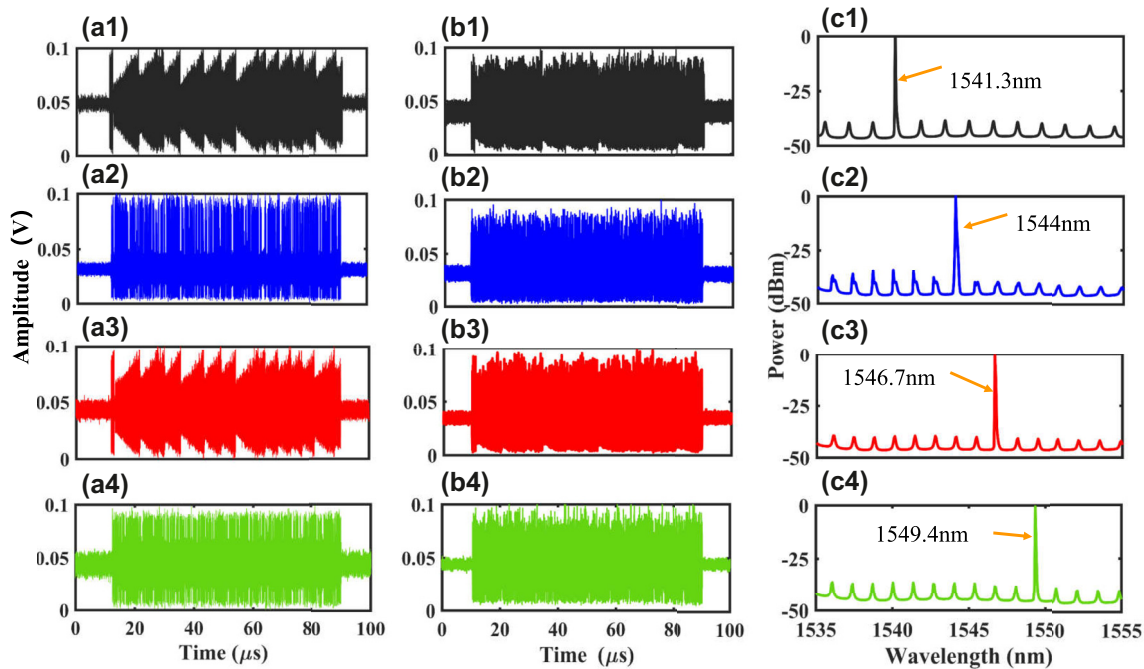 (a1)
0.1
0.05
0
(b1)
0.1
0.05
0
(c1)
0
-25
-50
1541.3nm
(a2)
0.1
0.05
0
(b2)
0.1
0.05
0
(c2)
0
-25
-50
1544nm
Amplitude (V)
Power (dBm)
(a3)
0.1
0.05
0
(b3)
0.1
0.05
0
(c3)
0
-25
-50
1546.7nm
(a4)
0.1
0.05
0
0 20 40 60 80 100
Time (μs)
(b4)
0.1
0.05
0
0 20 40 60 80 100
Time (μs)
(c4)
0
-25
-50
1549.4nm
1535 1540 1545 1550 1555
Wavelength (nm)